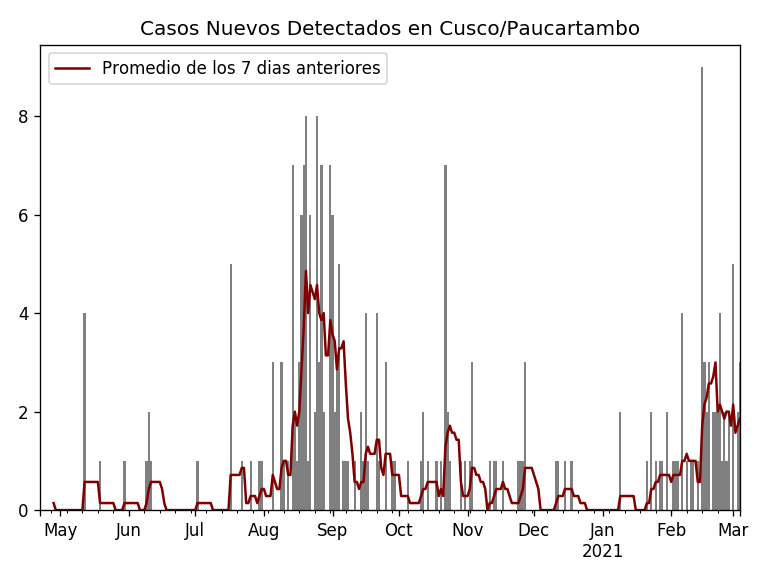 Casos Nuevos Detectados en Cusco/Paucartambo
Promedio de los 7 dias anteriores
8
6
4
2
0
May Jun Jul Aug Sep Oct Nov Dec Jan Feb Mar
2021